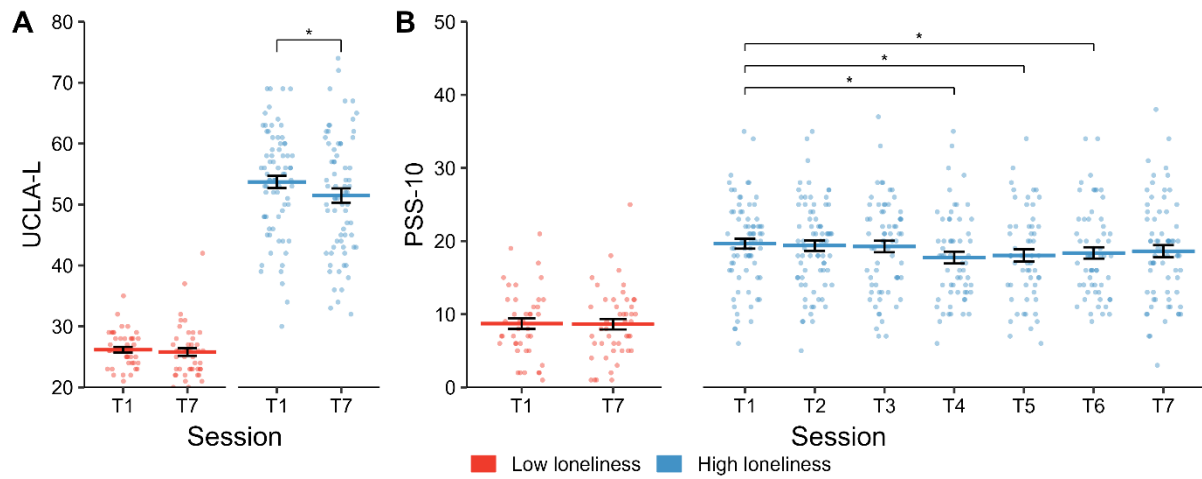 A
B
UCLA-L
80
70
60
50
40
30
20
*
T1
T7
T1
T7
Session
PSS-10
50
40
30
20
10
0
*
*
*
T1
T7
T1
T2
T3
T4
T5
T6
T7
Session
Low loneliness
High loneliness